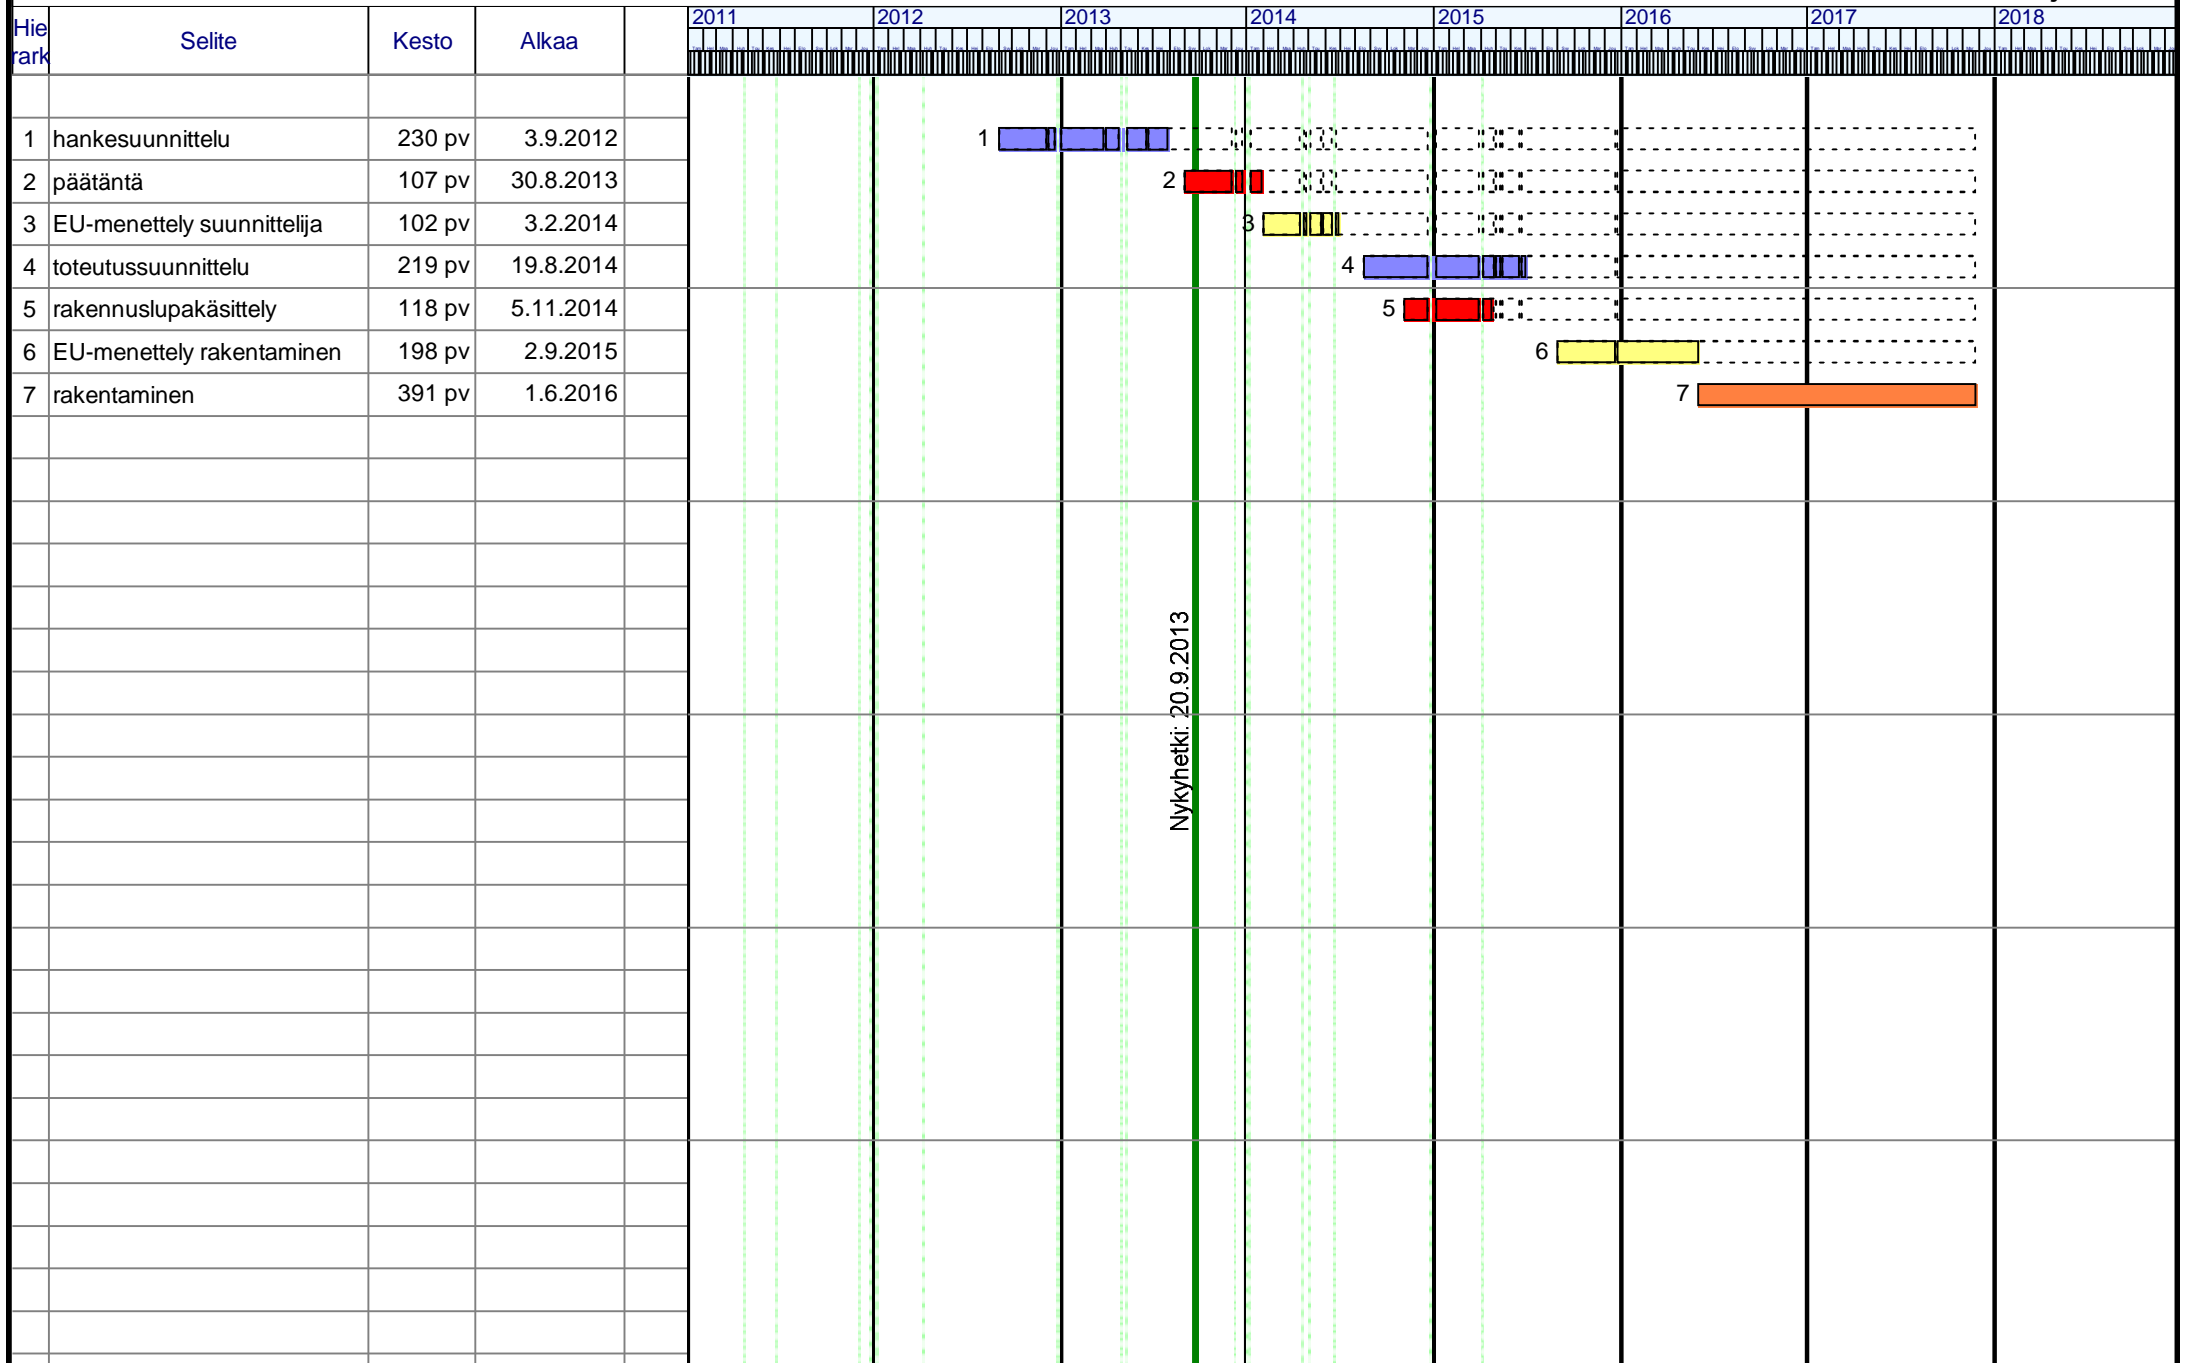 2011 2012 2013 2014 2015 2016 2017 2018
Hie
rark
Selite Kesto Alkaa
1 hankesuunnittelu 230 pv 3.9.2012 1
2 päätäntä 107 pv 30.8.2013 2
3 EU-menettely suunnittelija 102 pv 3.2.2014 3
4 toteutussuunnittelu 219 pv 19.8.2014 4
5 rakennuslupakäsittely 118 pv 5.11.2014 5
6 EU-menettely rakentaminen 198 pv 2.9.2015 6
7 rakentaminen 391 pv 1.6.2016 7
Nykyhetki: 20.9.2013